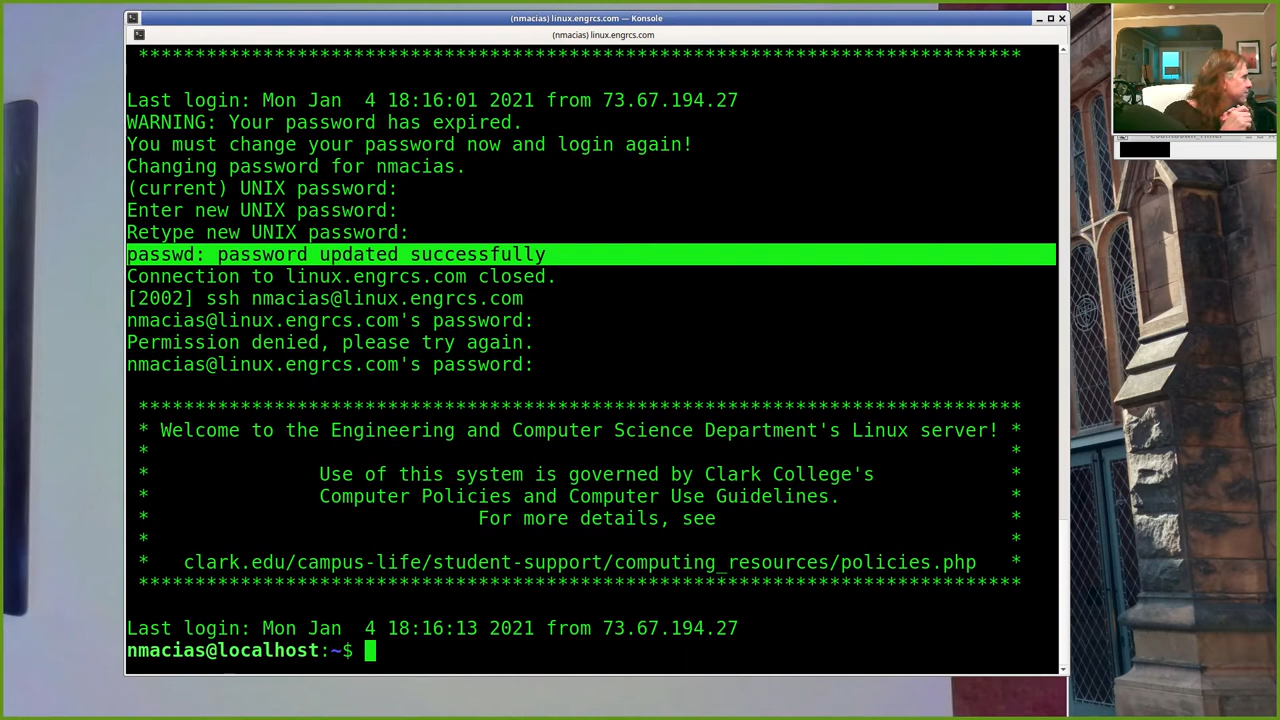 (nmacias) linux.engrcs.com — Konsole
(nmacias) linux.engrcs.com
******************************************************************************
Last login: Mon Jan  4 18:16:01 2021 from 73.67.194.27
WARNING: Your password has expired.
You must change your password now and login again!
Changing password for nmacias.
(current) UNIX password:
Enter new UNIX password:
Retype new UNIX password:
passwd: password updated successfully
Connection to linux.engrcs.com closed.
[2002] ssh nmacias@linux.engrcs.com
nmacias@linux.engrcs.com's password:
Permission denied, please try again.
nmacias@linux.engrcs.com's password:
******************************************************************************
* Welcome to the Engineering and Computer Science Department's Linux server! *
*                                                                            *
*               Use of this system is governed by Clark College's            *
*               Computer Policies and Computer Use Guidelines.               *
*                             For more details, see                          *
*                                                                            *
*   clark.edu/campus-life/student-support/computing_resources/policies.php   *
******************************************************************************
Last login: Mon Jan  4 18:16:13 2021 from 73.67.194.27
nmacias@localhost:~$